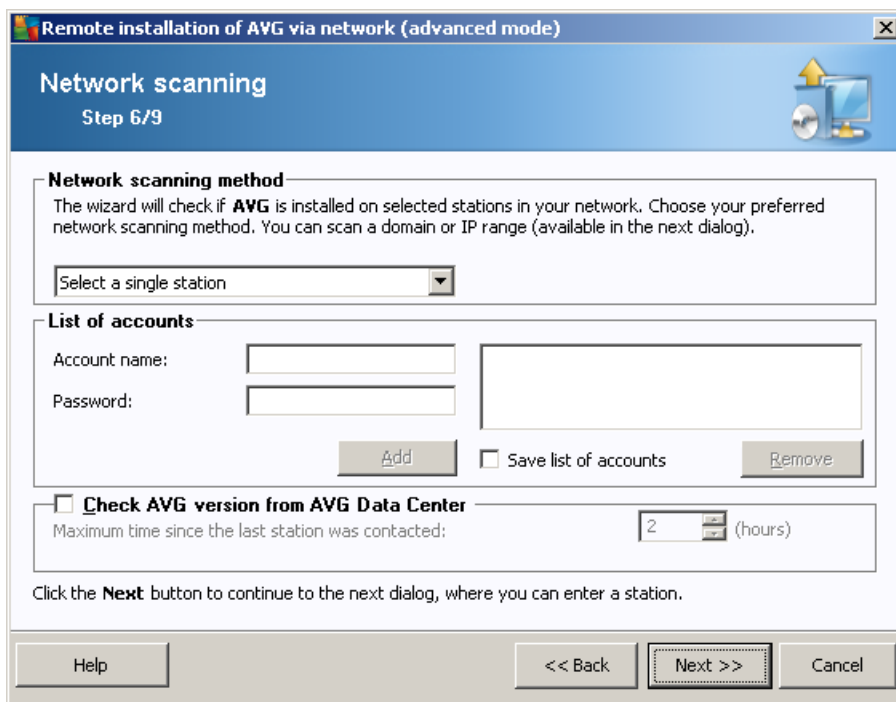 Remote installation of AVG via network (advanced mode)
Network scanning
Step 6/9
Network scanning method
The wizard will check if AVG is installed on selected stations in your network. Choose your preferred
network scanning method. You can scan a domain or IP range (available in the next dialog).
Select a single station
List of accounts
Account name:
Password:
Add
Save list of accounts
Remove
Check AVG version from AVG Data Center
Maximum time since the last station was contacted:
2
(hours)
Click the Next button to continue to the next dialog, where you can enter a station.
Help
<< Back
Next >>
Cancel